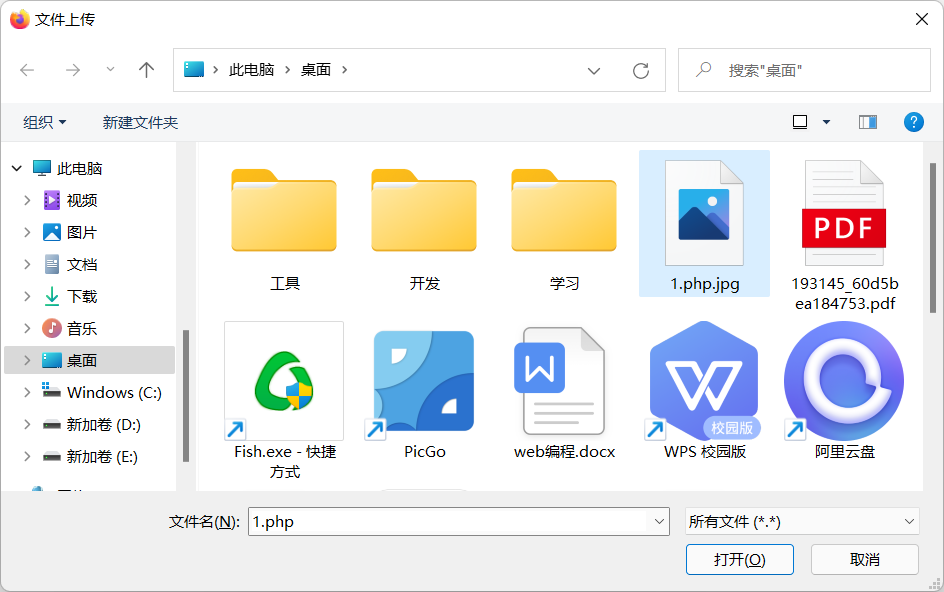 文件上传
此电脑 桌面
搜索"桌面"
组织 新建文件夹
此电脑
视频
图片
文档
下载
音乐
桌面
Windows (C:)
新加卷 (D:)
新加卷 (E:)
工具
开发
学习
1.php.jpg
PDF
193145_60d5b
ea184753.pdf
Fish.exe - 快捷
方式
PicGo
W
web编程.docx
校园版
WPS 校园版
阿里云盘
文件名(N): 1.php
所有文件 (*.*)
打开(O) 取消